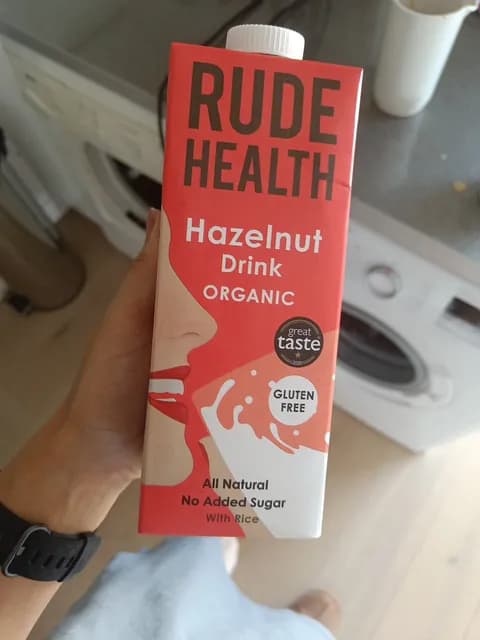 RUDE
HEALTH
Hazelnut
Drink
ORGANIC
great
taste
GLUTEN
FREE
All Natural
No Added Sugar
With Rice